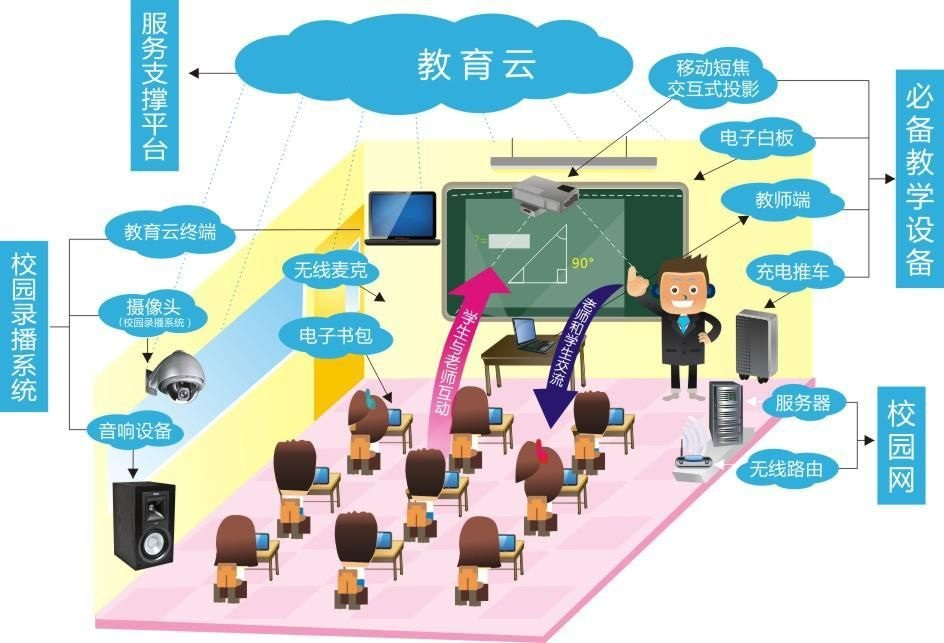 服务支撑平台
教育云
移动短焦
交互式投影
电子白板
教师端
充电推车
必备教学设备
教育云终端
无线麦克
摄像头
(校园录播系统)
电子书包
音响设备
校园录播系统
?=
90°
学生与老师互动
老师和学生交流
服务器
无线路由
校园网